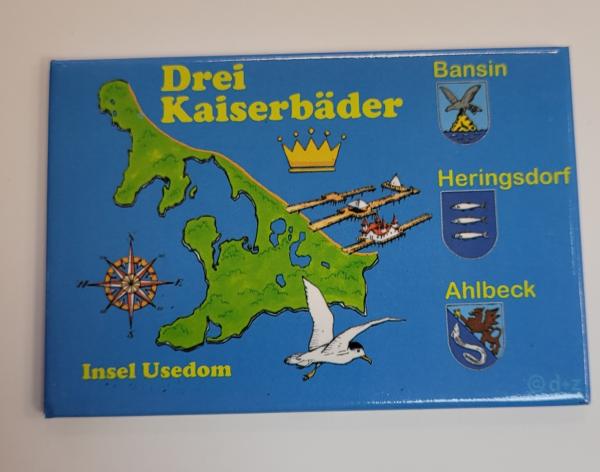 Drei
Kaiserbäder
Bansin
Heringsdorf
Ahlbeck
Insel Usedom
© d+z